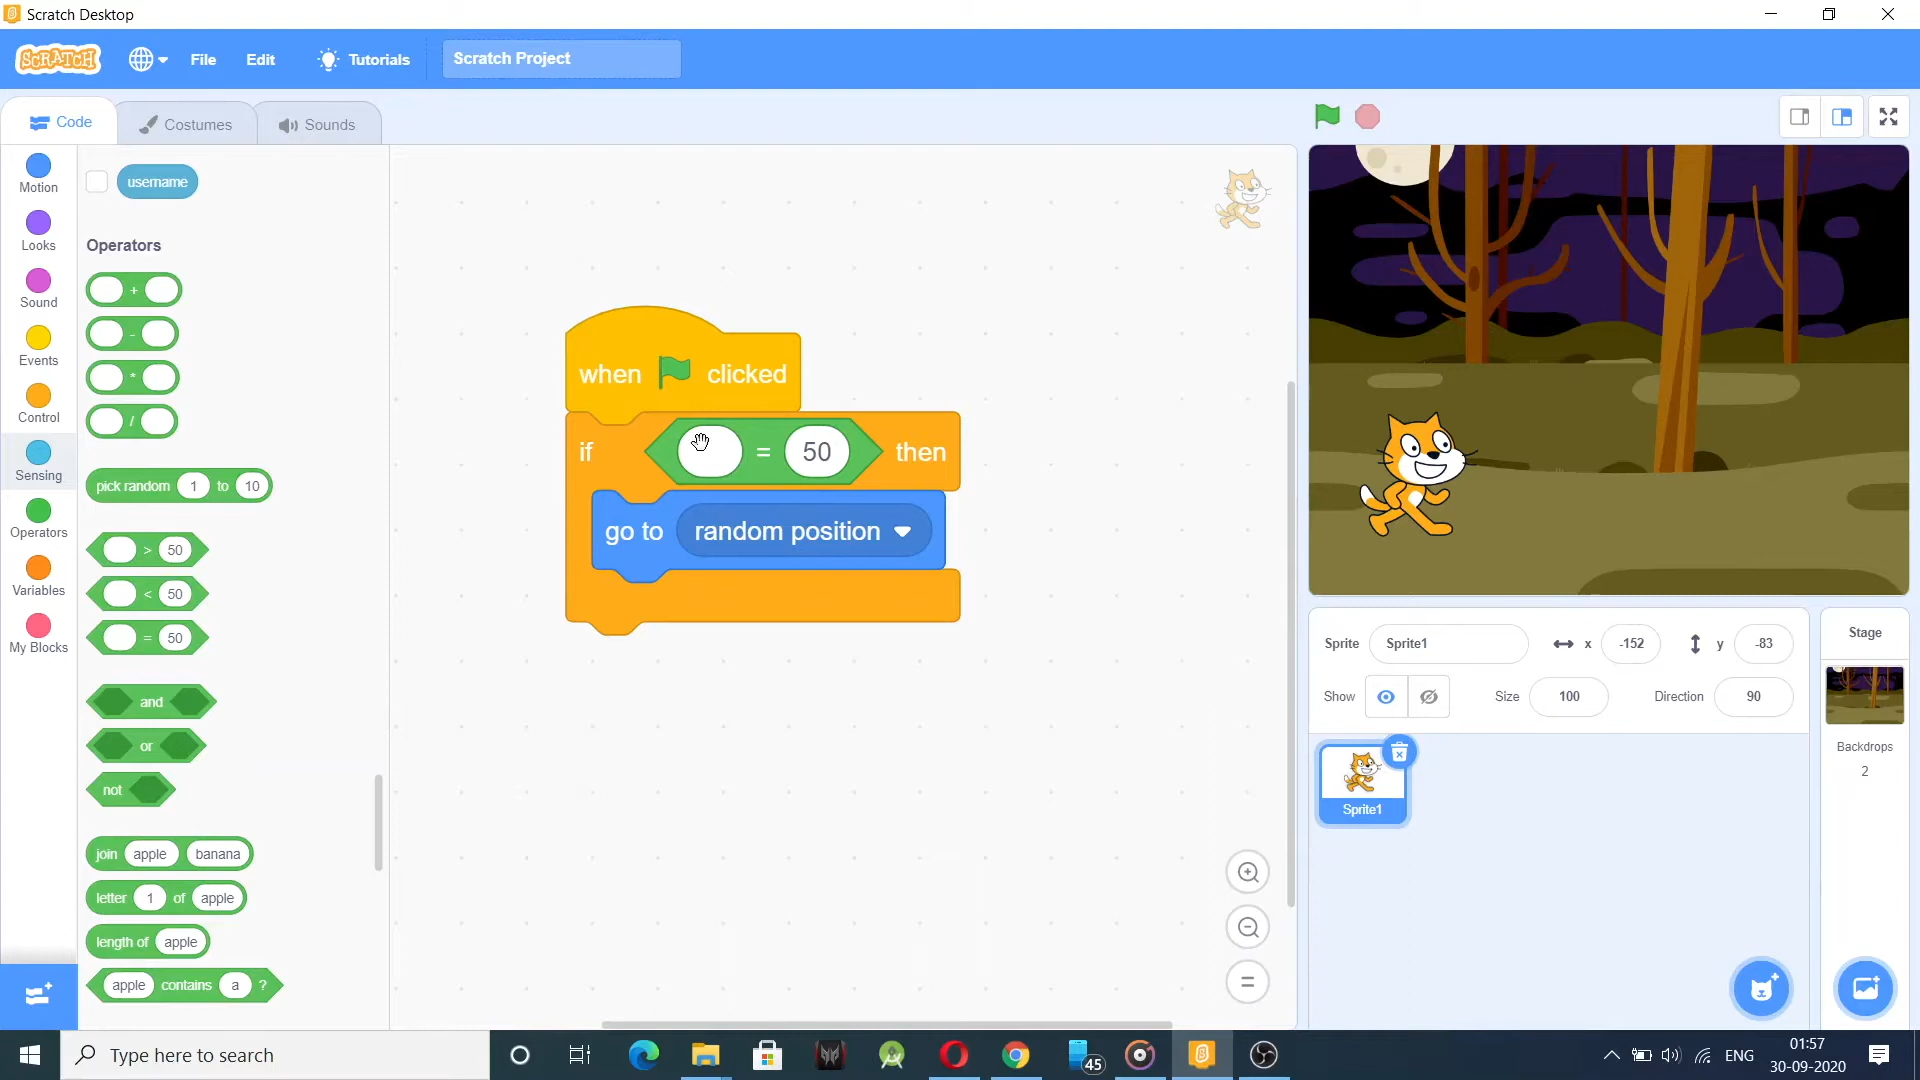 Scratch Desktop
SCRATCH
File
Edit
Tutorials
Scratch Project
Code
Costumes
Sounds
Motion
Looks
Sound
Events
Control
Sensing
Operators
Variables
My Blocks
username
Operators
+
-
*
/
pick random 1 to 10
> 50
< 50
= 50
and
or
not
join apple banana
letter 1 of apple
length of apple
apple contains a ?
when clicked
if = 50 then
go to random position
Sprite Sprite1 x -152 y -83
Show Size 100 Direction 90
Sprite1
Stage
Backdrops
2
Type here to search
45
ENG
01:57
30-09-2020